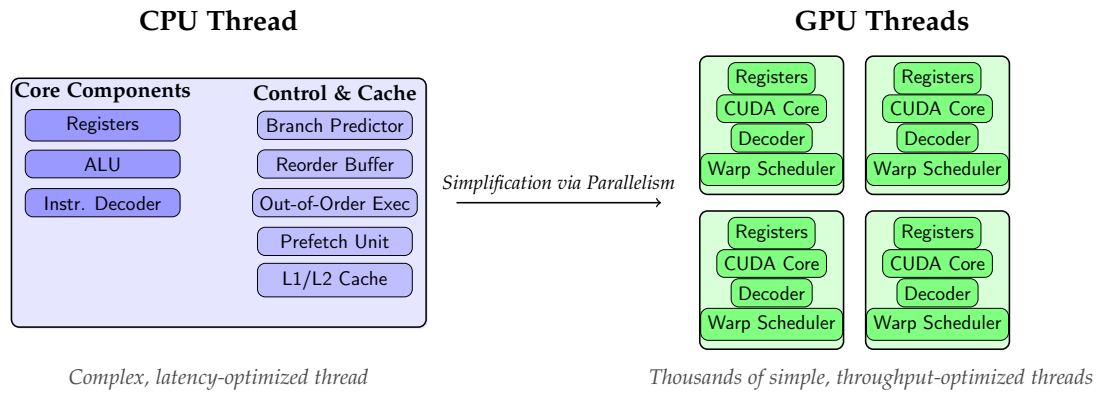 CPU Thread
Core Components
Registers
ALU
Instr. Decoder
Control & Cache
Branch Predictor
Reorder Buffer
Out-of-Order Exec
Prefetch Unit
L1/L2 Cache
Complex, latency-optimized thread
Simplification via Parallelism
GPU Threads
Registers
CUDA Core
Decoder
Warp Scheduler
Registers
CUDA Core
Decoder
Warp Scheduler
Registers
CUDA Core
Decoder
Warp Scheduler
Registers
CUDA Core
Decoder
Warp Scheduler
Thousands of simple, throughput-optimized threads